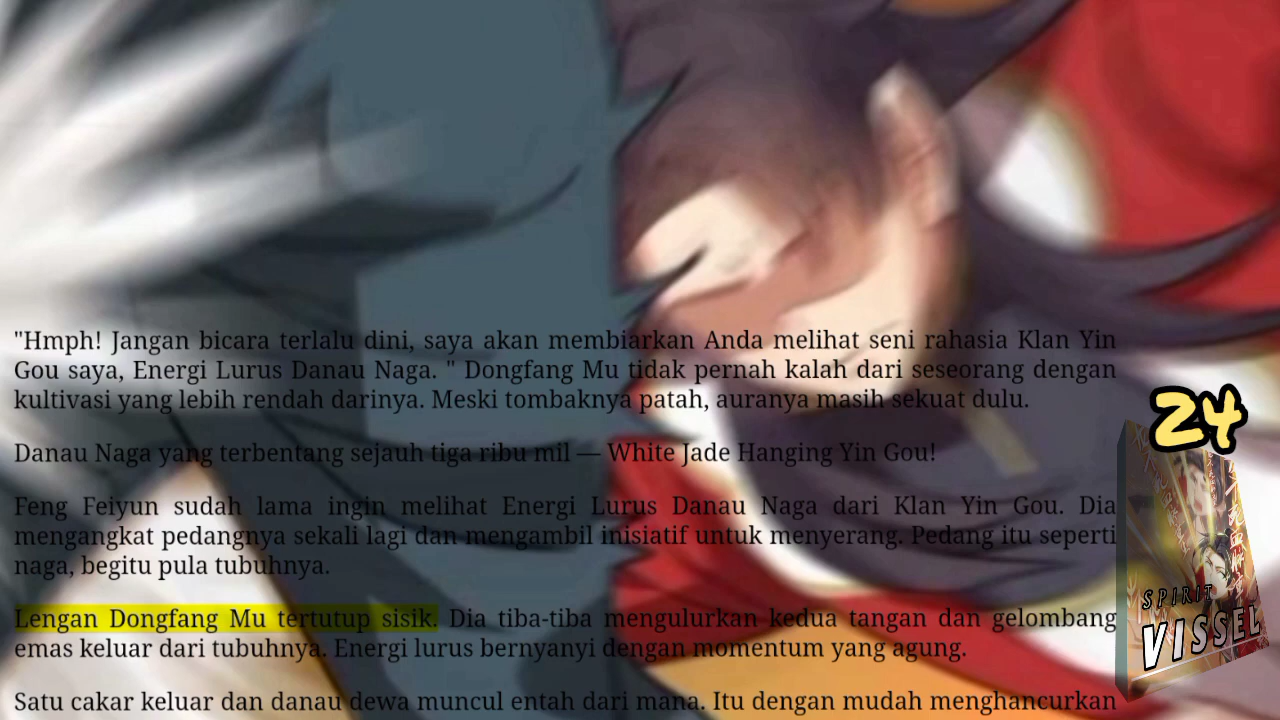 "Hmph! Jangan bicara terlalu dini, saya akan membiarkan Anda melihat seni rahasia Klan Yin
Gou saya, Energi Lurus Danau Naga. " Dongfang Mu tidak pernah kalah dari seseorang dengan
kultivasi yang lebih rendah darinya. Meski tombaknya patah, auranya masih sekuat dulu.
Danau Naga yang terbentang sejauh tiga ribu mil — White Jade Hanging Yin Gou!
Feng Feiyun sudah lama ingin melihat Energi Lurus Danau Naga dari Klan Yin Gou. Dia
mengangkat pedangnya sekali lagi dan mengambil inisiatif untuk menyerang. Pedang itu seperti
naga, begitu pula tubuhnya.
Lengan Dongfang Mu tertutup sisik. Dia tiba-tiba mengulurkan kedua tangan dan gelombang
emas keluar dari tubuhnya. Energi lurus bernyanyi dengan momentum yang agung.
Satu cakar keluar dan danau dewa muncul entah dari mana. Itu dengan mudah menghancurkan
24
SPIRIT
VISSEL